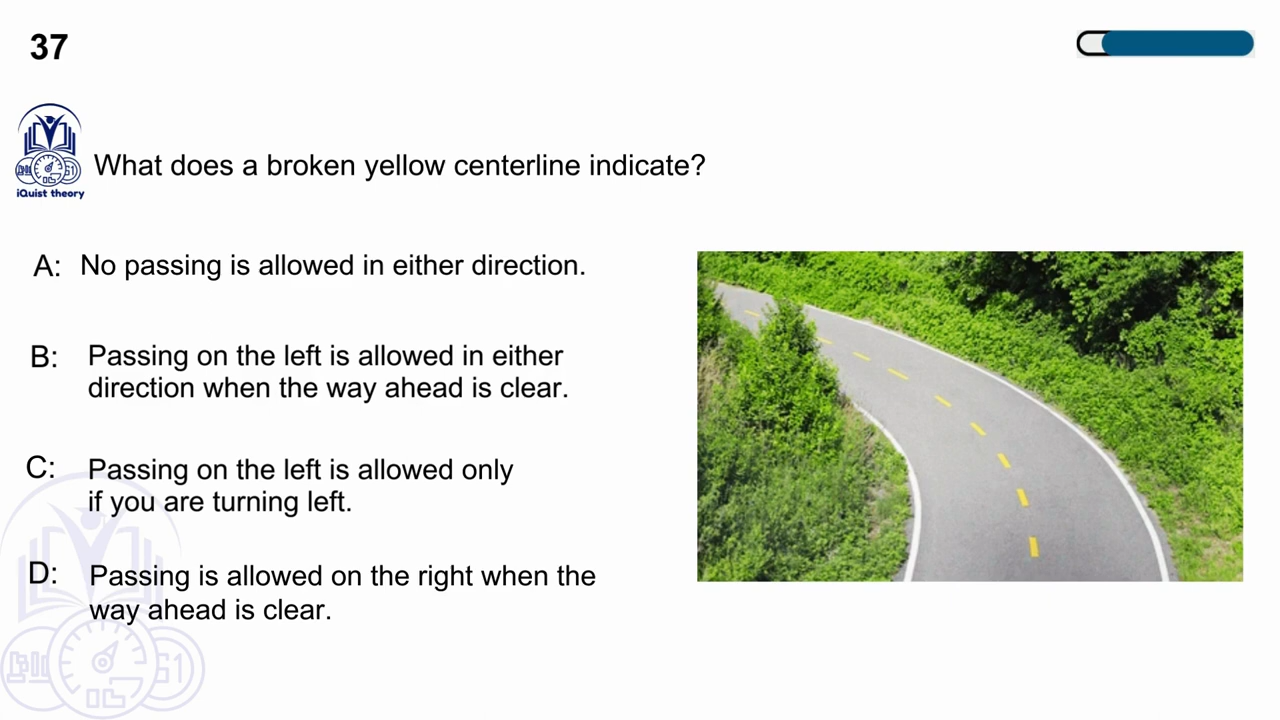 37
iQuist theory
What does a broken yellow centerline indicate?
A: No passing is allowed in either direction.
B: Passing on the left is allowed in either
direction when the way ahead is clear.
C: Passing on the left is allowed only
if you are turning left.
D: Passing is allowed on the right when the
way ahead is clear.